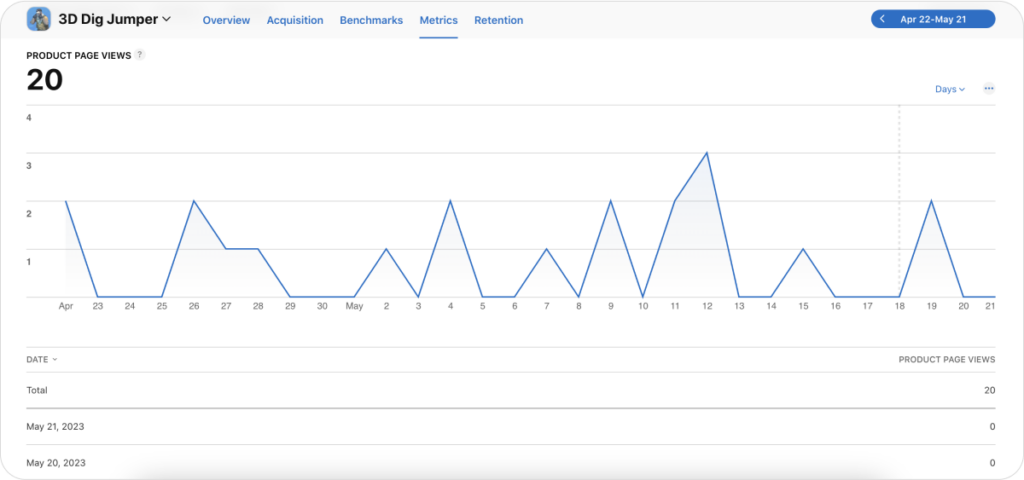 3D Dig Jumper Overview Acquisition Benchmarks Metrics Retention Apr 22-May 21
PRODUCT PAGE VIEWS ?
20
Days
4
3
2
1
Apr 23 24 25 26 27 28 29 30 May 2 3 4 5 6 7 8 9 10 11 12 13 14 15 16 17 18 19 20 21
DATE PRODUCT PAGE VIEWS
Total 20
May 21, 2023 0
May 20, 2023 0